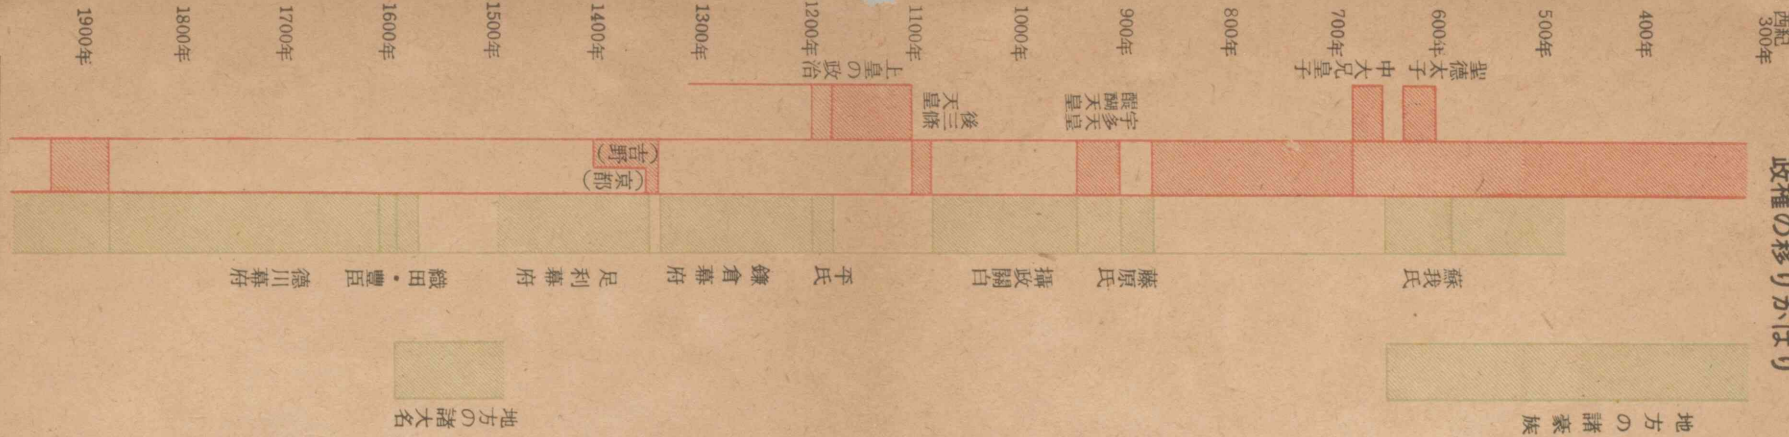 政権の移りかはり
西紀
300年
400年
500年
600年
700年
800年
900年
1000年
1100年
1200年
1300年
1400年
1500年
1600年
1700年
1800年
1900年
聖德太子
中大兄皇子
宇多天皇
醍醐天皇
後三條天皇
上皇の政治
（吉野）
（京都）
蘇我氏
藤原氏
攝政關白
平氏
鎌倉幕府
足利幕府
織田・豐臣
德川幕府
地方の諸豪族
地方の諸大名